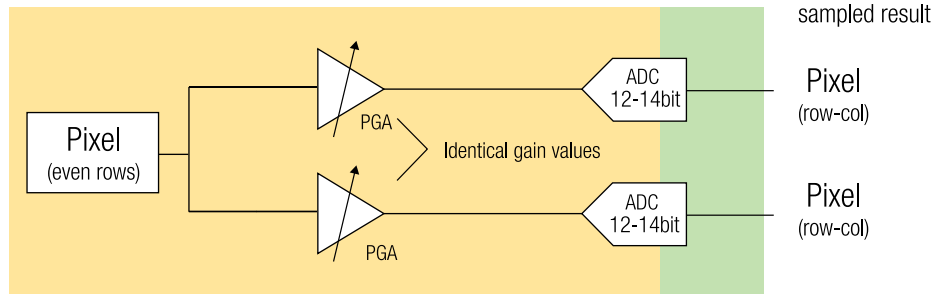 sampled result
ADC
12-14bit
Pixel
(row-col)
PGA
Pixel
(even rows)
Identical gain values
ADC
12-14bit
Pixel
(row-col)
PGA